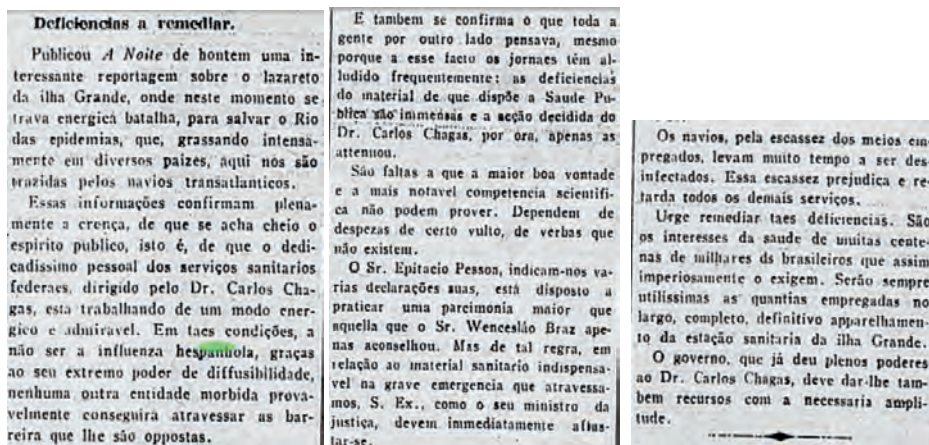 Deficiencias a remediar.
Publicou A Noite de hontem uma in-
teressante reportagem sobre o lazareto
da ilha Grande, onde neste momento se
trava energica batalha, para salvar o Rio
das epidemias, que, grassando intensa-
mente em diversos paizes, aqui nos são
trazidas pelos navios transatlanticos.
Essas informações confirmam plena-
mente a crença, de que se acha cheio o
espirito publico, isto é, de que o dedi-
cadissimo pessoal dos serviços sanitarios
federaes, dirigido pelo Dr. Carlos Cha-
gas, esta trabalhando de um modo ener-
gico e admiravel. Em taes condições, a
não ser a influenza hespanhola, graças
ao seu extremo poder de diffusibilidade,
nenhuma outra entidade morbida prova-
velmente conseguira atravessar as bar-
reira que lhe são oppostas.
E tambem se confirma o que toda a
gente por outro lado pensava, mesmo
porque a esse facto os jornaes têm al-
ludido frequentemente: as deficiencias
do material de que dispõe a Saude Pu-
blica são immensas e a acção decidida do
Dr. Carlos Chagas, por ora, apenas as
attenuou.
São faltas a que a maior boa vontade
e a mais notavel competencia scientifi-
ca não podem prover. Dependem de
despezas de certo vulto, de verbas que
não existem.
O Sr. Epitacio Pessoa, indicam-nos va-
rias declarações suas, está disposto a
praticar uma parcimonia maior que
aquella que o Sr. Wenceslão Braz ape-
nas aconselhou. Mas de tal regra, em
relação ao material sanitario indispensa-
vel na grave emergencia que atravessa-
mos, S. Ex., como o seu ministro da
justiça, devem immediatamente afias-
tar-se.
Os navios, pela escassez dos meios em-
pregados, levam muito tempo a ser des-
infectados. Essa escassez prejudica e re-
tarda todos os demais serviços.
Urge remediar taes deficiencias. São
os interesses da saude de muitas cente-
nas de milhares ds brasileiros que assim
imperiosamente o exigem. Serão sempre
utilissimas as quantias empregadas no
largo, completo, definitivo apparelhamen-
to da estação sanitaria da ilha Grande.
O governo, que já deu plenos poderes
ao Dr. Carlos Chagas, deve dar-lhe tam-
bem recursos com a necessaria ampli-
tude.